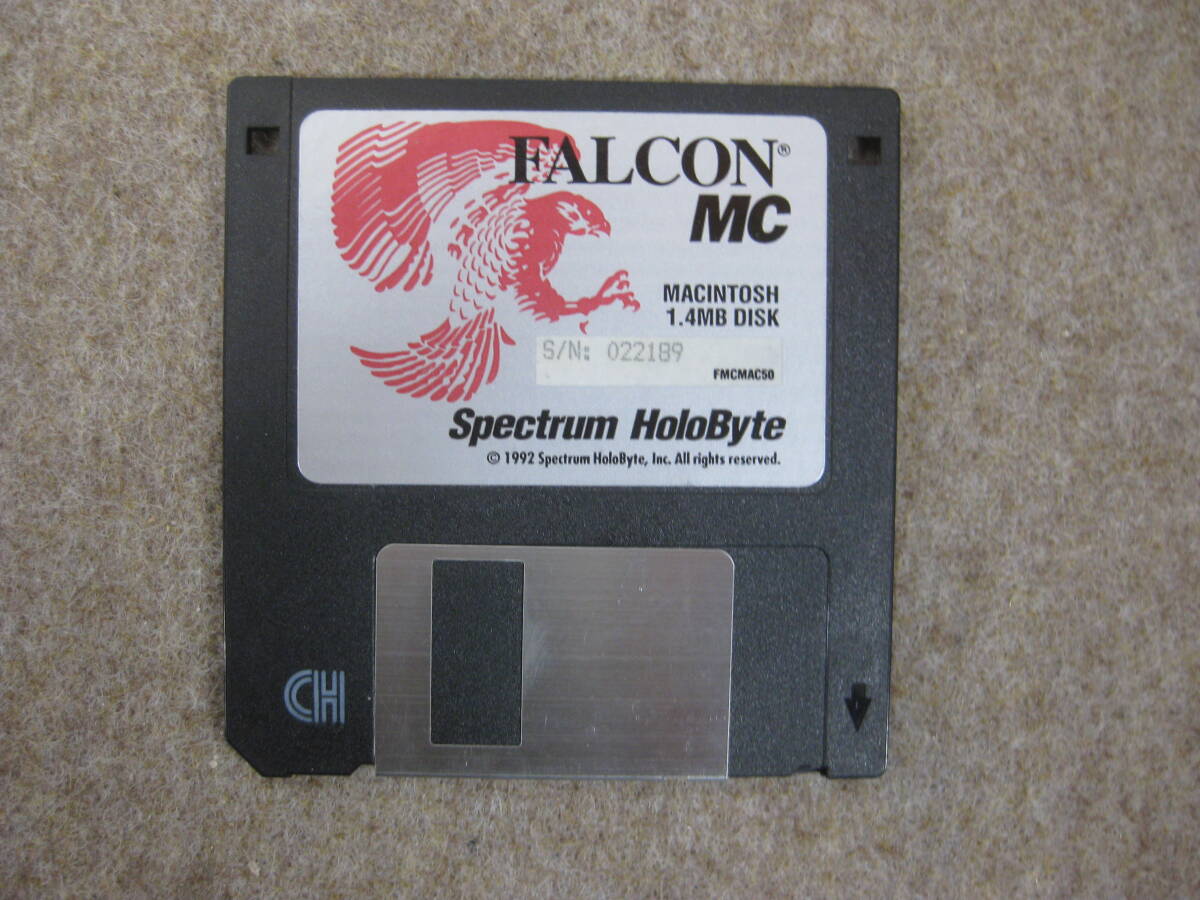 FALCON®
MC
MACINTOSH
1.4MB DISK
S/N: 022189
FMCMAC50
Spectrum HoloByte
© 1992 Spectrum HoloByte, Inc. All rights reserved.
CH